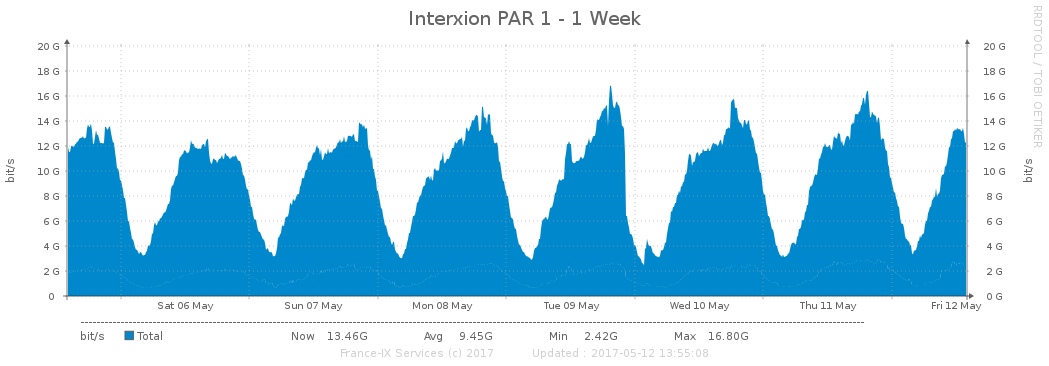 Interxion PAR 1 - 1 Week
RRDTOOL / TOBI OETIKER
bit/s
bit/s
20 G 20 G
18 G 18 G
16 G 16 G
14 G 14 G
12 G 12 G
10 G 10 G
8 G 8 G
6 G 6 G
4 G 4 G
2 G 2 G
0 0 G
Sat 06 May Sun 07 May Mon 08 May Tue 09 May Wed 10 May Thu 11 May Fri 12 May
bit/s Total Now 13.46G Avg 9.45G Min 2.42G Max 16.80G
France-IX Services (c) 2017 Updated : 2017-05-12 13:55:08